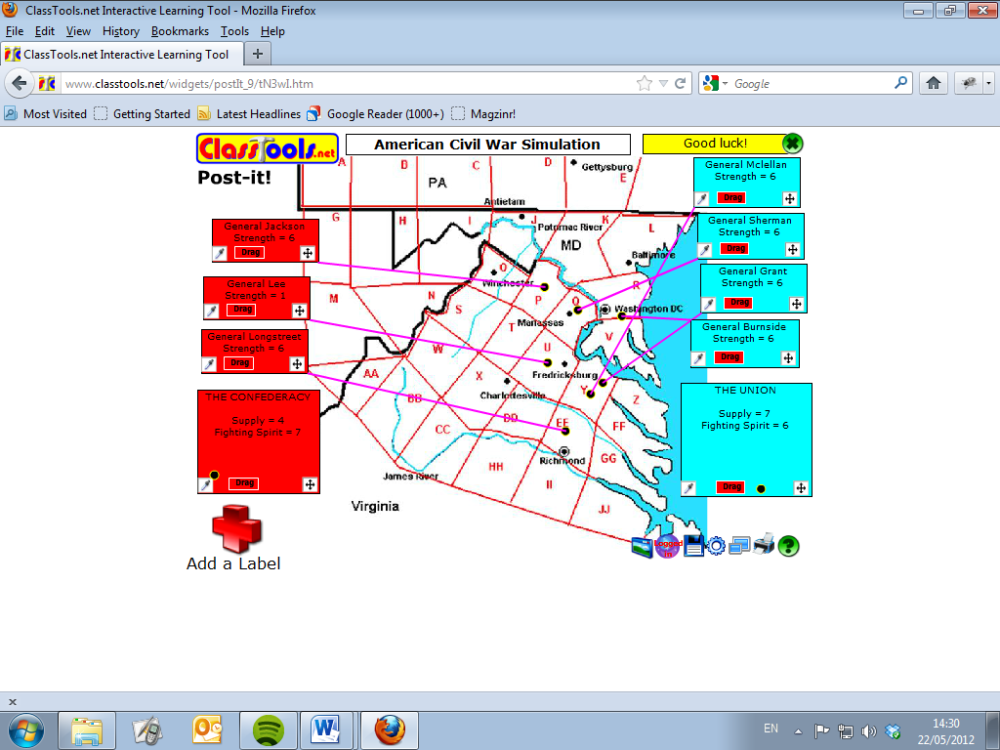 ClassTools.net Interactive Learning Tool - Mozilla Firefox
File Edit View History Bookmarks Tools Help
ClassTools.net Interactive Learning Tool
www.classtools.net/widgets/postIt_9/tN3wI.htm
Google
Most Visited Getting Started Latest Headlines Google Reader (1000+) Magzinr!
ClassTools.net
American Civil War Simulation
Good luck!
Post-it!
A
B
C
D
E
PA
Gettysburg
General Mclellan
Strength = 6
Drag
Antietam
G
H
I
J
K
L
Potomac River
MD
Baltimore
General Jackson
Strength = 6
Drag
General Sherman
Strength = 6
Drag
O
Winchester
General Lee
Strength = 1
Drag
M
N
S
P
Q
R
General Grant
Strength = 6
Drag
Washington DC
Manassas
T
U
V
General Longstreet
Strength = 6
Drag
General Burnside
Strength = 6
Drag
W
X
AA
BB
Fredricksburg
Charlottesville
Y
Z
THE CONFEDERACY
Supply = 4
Fighting Spirit = 7
Drag
THE UNION
Supply = 7
Fighting Spirit = 6
Drag
CC
DD
EE
FF
GG
Richmond
HH
II
JJ
James River
Virginia
Logged
in
Add a Label
EN
14:30
22/05/2012